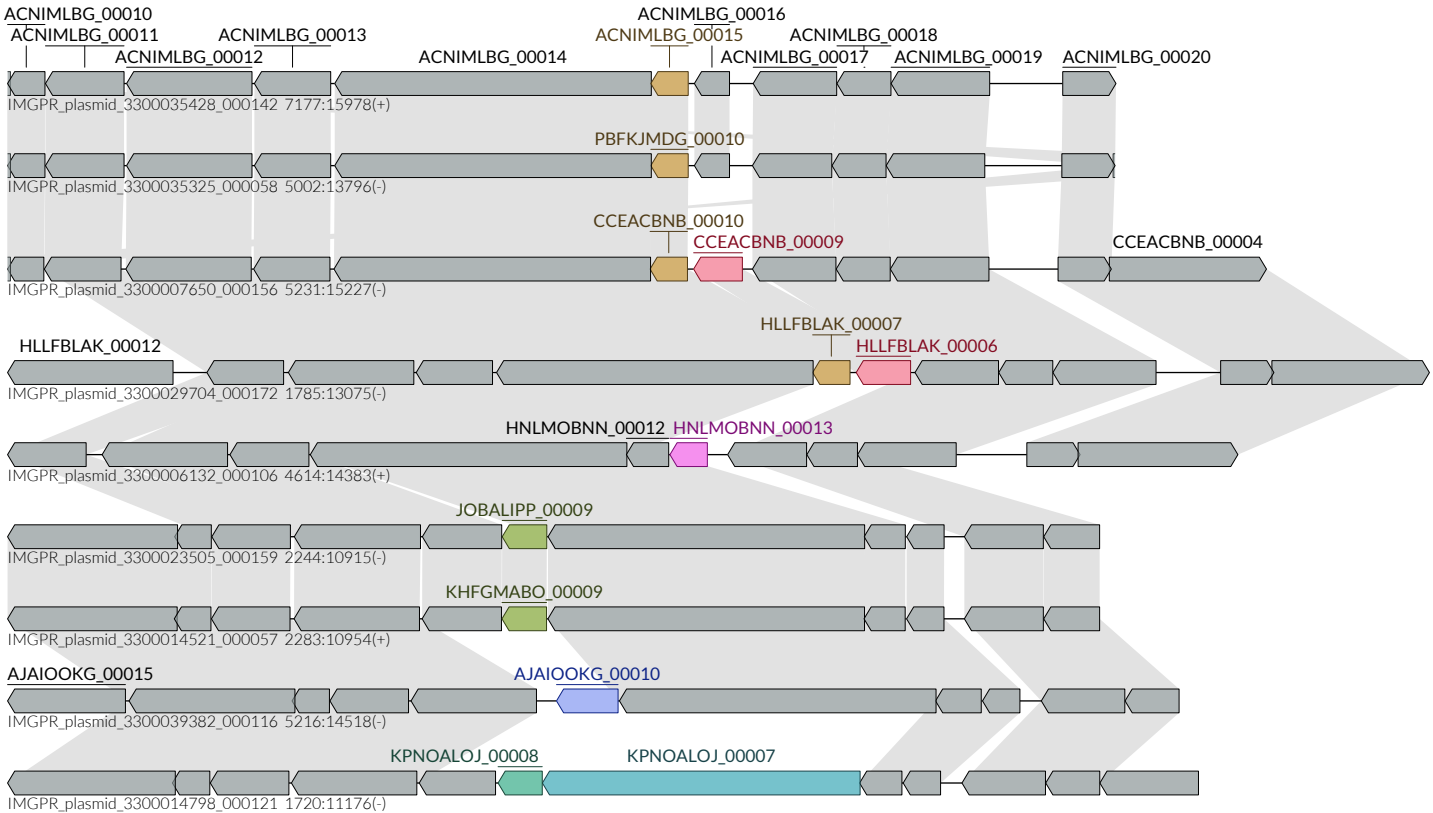 ACNIMLBG_00010 ACNIMLBG_00016
ACNIMLBG_00011 ACNIMLBG_00013 ACNIMLBG_00015 ACNIMLBG_00018
ACNIMLBG_00012 ACNIMLBG_00014 ACNIMLBG_00017 ACNIMLBG_00019 ACNIMLBG_00020
IMGPR_plasmid_3300035428_000142 7177:15978(+)
PBFKJMDG_00010
IMGPR_plasmid_3300035325_000058 5002:13796(-)
CCEACBNB_00010
CCEACBNB_00009 CCEACBNB_00004
IMGPR_plasmid_3300007650_000156 5231:15227(-)
HLLFBLAK_00007
HLLFBLAK_00012 HLLFBLAK_00006
IMGPR_plasmid_3300029704_000172 1785:13075(-)
HNLMOBNN_00012 HNLMOBNN_00013
IMGPR_plasmid_3300006132_000106 4614:14383(+)
JOBALIPP_00009
IMGPR_plasmid_3300023505_000159 2244:10915(-)
KHFGMABO_00009
IMGPR_plasmid_3300014521_000057 2283:10954(+)
AJAIOOKG_00015 AJAIOOKG_00010
IMGPR_plasmid_3300039382_000116 5216:14518(-)
KPNOALOJ_00008 KPNOALOJ_00007
IMGPR_plasmid_3300014798_000121 1720:11176(-)